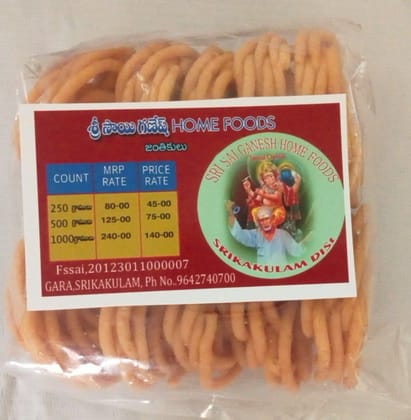 శ్రీ సాయి గణేష్ HOME FOODS
జంతికలు
COUNT MRP RATE PRICE RATE
250 గ్రాములు 80-00 45-00
500 గ్రాములు 125-00 75-00
1000గ్రాములు 240-00 140-00
Fssai,20123011000007
GARA,SRIKAKULAM, Ph No.,9642740700
SRI SAI GANESH HOME FOODS
SRIKAKULAM DIST